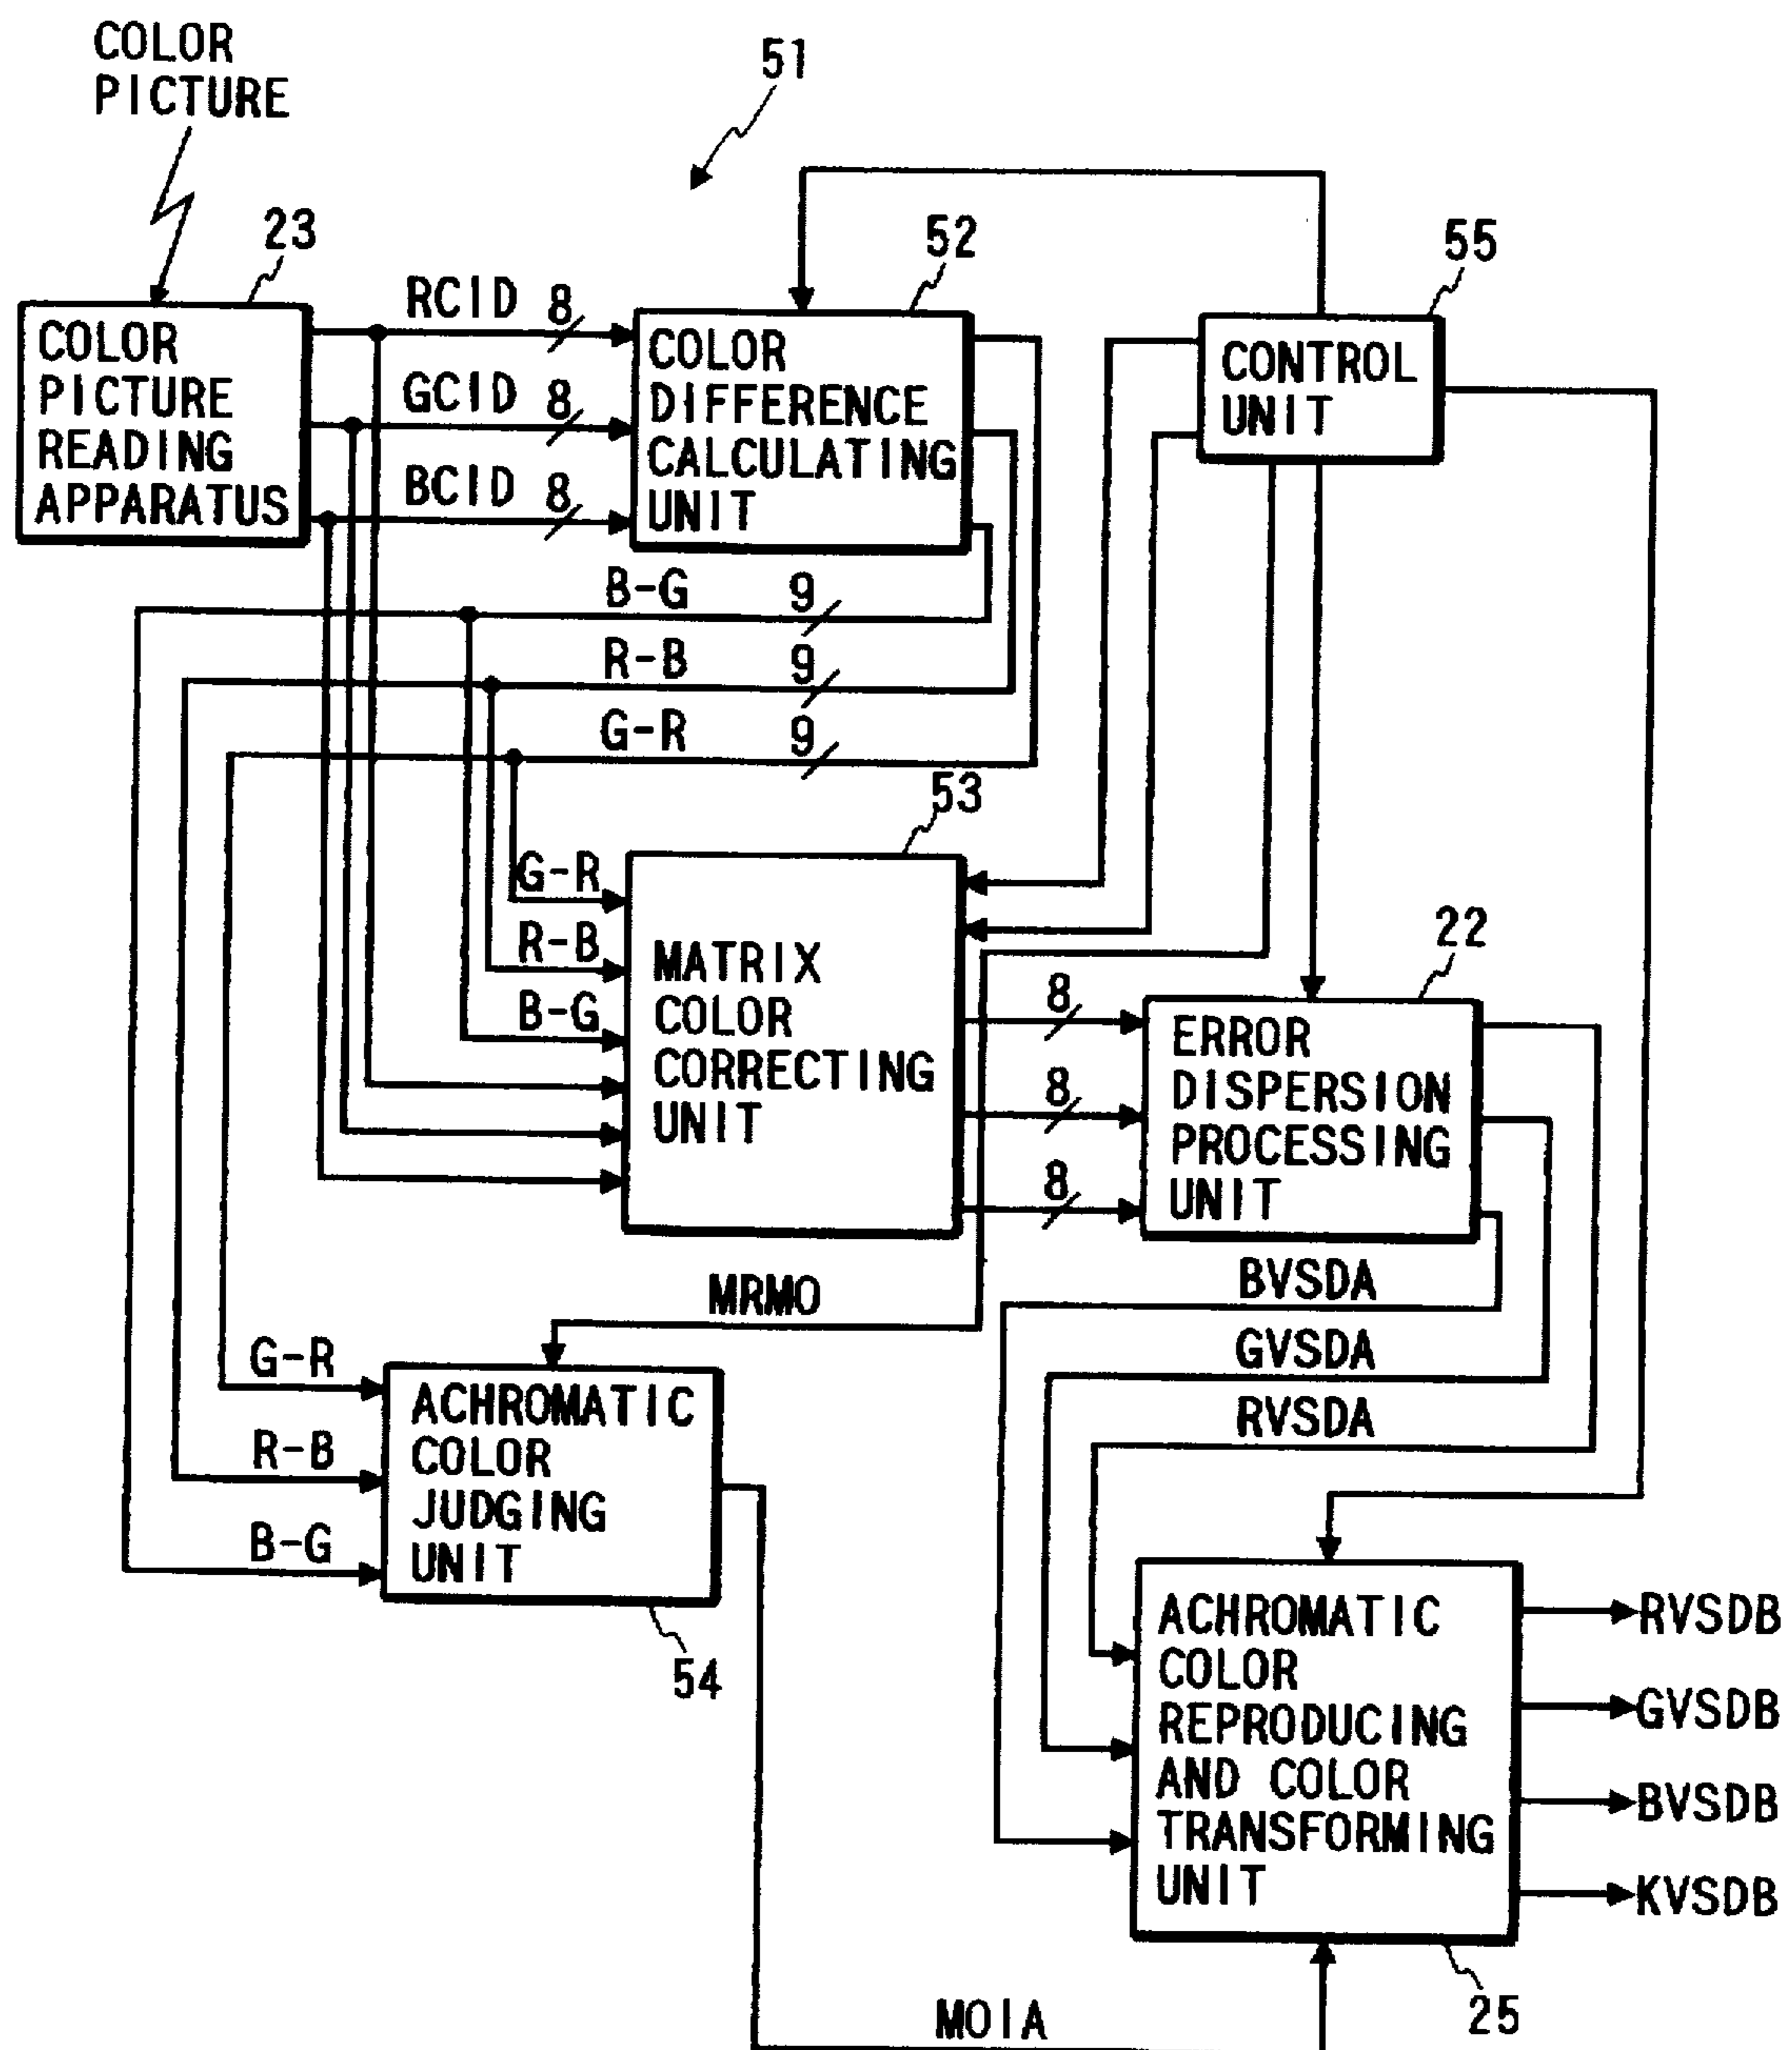 COLOR
PICTURE
51
23
52
55
RCID 8
GCID 8
BCID 8
COLOR
PICTURE
READING
APPARATUS
COLOR
DIFFERENCE
CALCULATING
UNIT
CONTROL
UNIT
B-G 9
R-B 9
G-R 9
53
G-R
R-B
B-G
MATRIX
COLOR
CORRECTING
UNIT
22
8
8
8
ERROR
DISPERSION
PROCESSING
UNIT
MRMO
BVSDA
GVSDA
RVSDA
G-R
R-B
B-G
ACHROMATIC
COLOR
JUDGING
UNIT
54
ACHROMATIC
COLOR
REPRODUCING
AND COLOR
TRANSFORMING
UNIT
RVSDB
GVSDB
BVSDB
KVSDB
25
MOIA